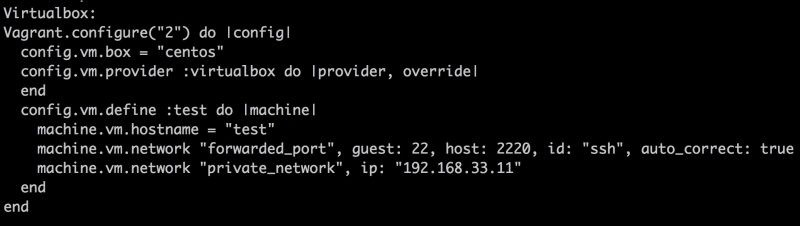 Virtualbox:
Vagrant.configure("2") do |config|
  config.vm.box = "centos"
  config.vm.provider :virtualbox do |provider, override|
  end
  config.vm.define :test do |machine|
    machine.vm.hostname = "test"
    machine.vm.network "forwarded_port", guest: 22, host: 2220, id: "ssh", auto_correct: true
    machine.vm.network "private_network", ip: "192.168.33.11"
  end
end